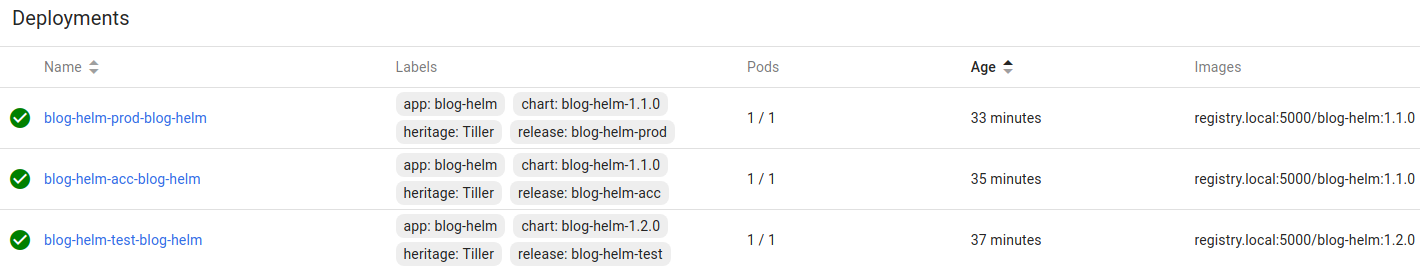 Deployments
Name Labels Pods Age Images
app: blog-helm chart: blog-helm-1.1.0
blog-helm-prod-blog-helm 1 / 1 33 minutes registry.local:5000/blog-helm:1.1.0
heritage: Tiller release: blog-helm-prod
app: blog-helm chart: blog-helm-1.1.0
blog-helm-acc-blog-helm 1 / 1 35 minutes registry.local:5000/blog-helm:1.1.0
heritage: Tiller release: blog-helm-acc
app: blog-helm chart: blog-helm-1.2.0
blog-helm-test-blog-helm 1 / 1 37 minutes registry.local:5000/blog-helm:1.2.0
heritage: Tiller release: blog-helm-test